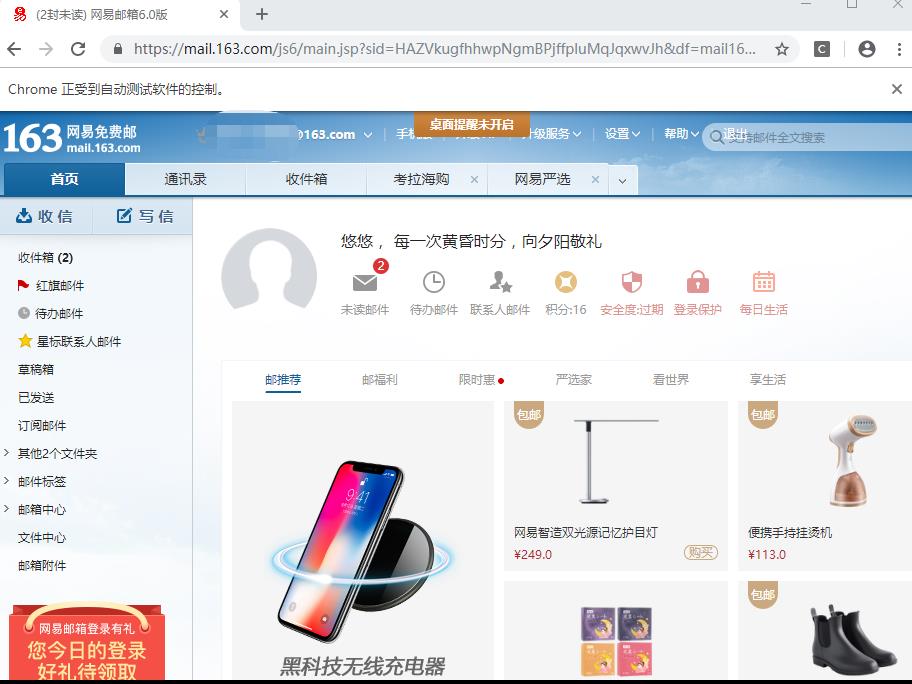 (2封未读) 网易邮箱6.0版
https://mail.163.com/js6/main.jsp?sid=HAZVkugfhhwpNgmBPjffpluMqJqxwvJh&df=mail16...
Chrome 正受到自动测试软件的控制。
163 网易免费邮
mail.163.com
@163.com
手机
桌面提醒未开启
升级服务
设置
帮助
退出
支持邮件全文搜索
首页
通讯录
收件箱
考拉海购
网易严选
收信
写信
收件箱 (2)
红旗邮件
待办邮件
星标联系人邮件
草稿箱
已发送
订阅邮件
其他2个文件夹
邮件标签
邮箱中心
文件中心
邮箱附件
网易邮箱登录有礼
您今日的登录
好礼待领取
悠悠， 每一次黄昏时分，向夕阳敬礼
2
未读邮件
待办邮件
联系人邮件
积分:16
安全度:过期
登录保护
每日生活
邮推荐
邮福利
限时惠
严选家
看世界
享生活
9:41
黑科技无线充电器
包邮
网易智造双光源记忆护目灯
¥249.0
购买
包邮
便携手持挂烫机
¥113.0
包邮